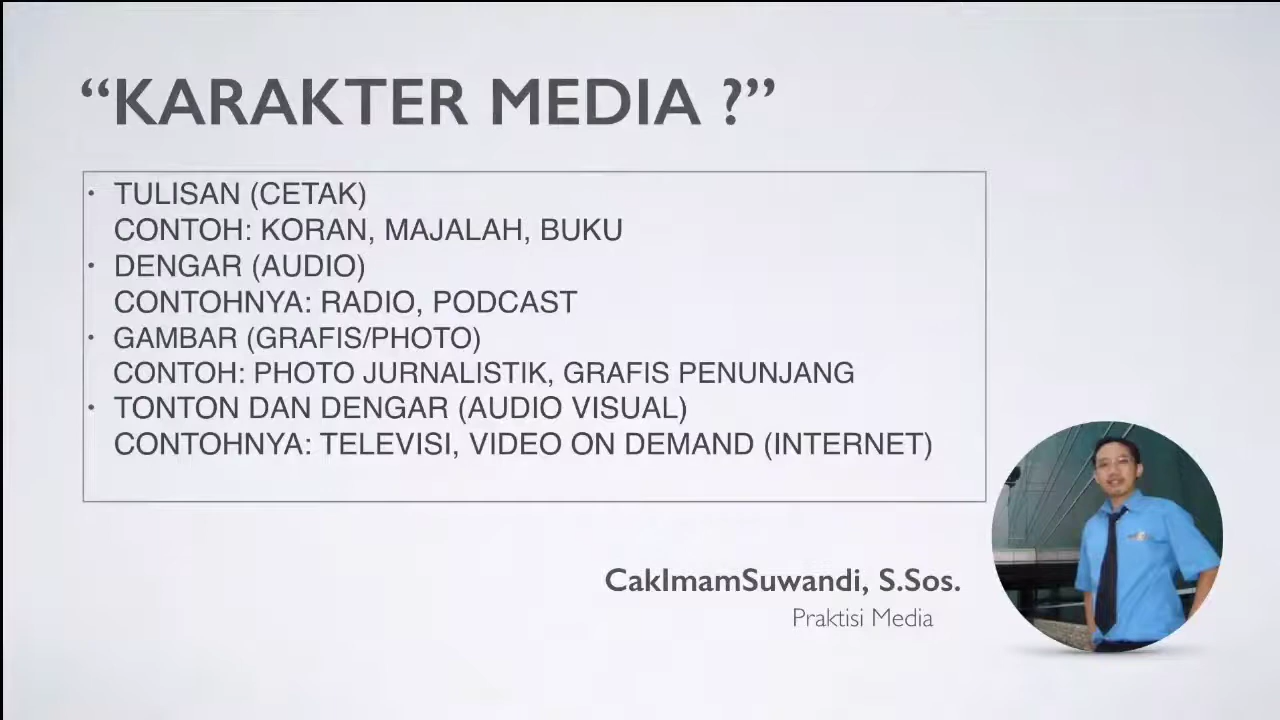 “KARAKTER MEDIA ?”
• TULISAN (CETAK)
CONTOH: KORAN, MAJALAH, BUKU
• DENGAR (AUDIO)
CONTOHNYA: RADIO, PODCAST
• GAMBAR (GRAFIS/PHOTO)
CONTOH: PHOTO JURNALISTIK, GRAFIS PENUNJANG
• TONTON DAN DENGAR (AUDIO VISUAL)
CONTOHNYA: TELEVISI, VIDEO ON DEMAND (INTERNET)
CakImamSuwandi, S.Sos.
Praktisi Media